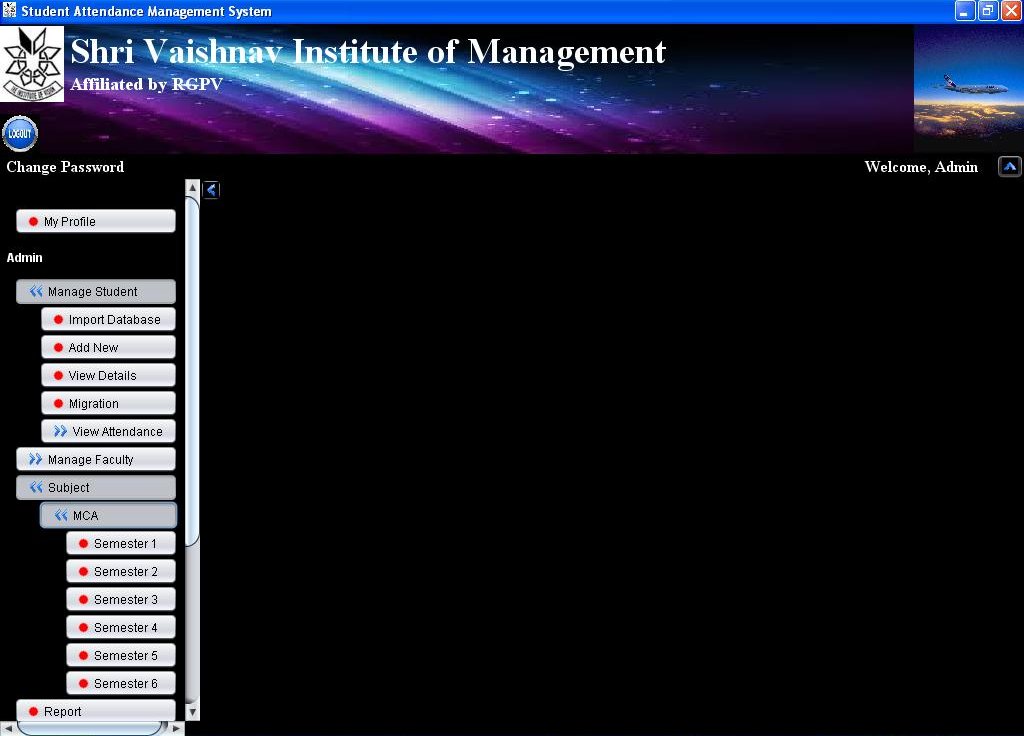 Student Attendance Management System
Shri Vaishnav Institute of Management
Affiliated by RGPV
LOGOUT
Change Password
Welcome, Admin
My Profile
Admin
Manage Student
Import Database
Add New
View Details
Migration
View Attendance
Manage Faculty
Subject
MCA
Semester 1
Semester 2
Semester 3
Semester 4
Semester 5
Semester 6
Report